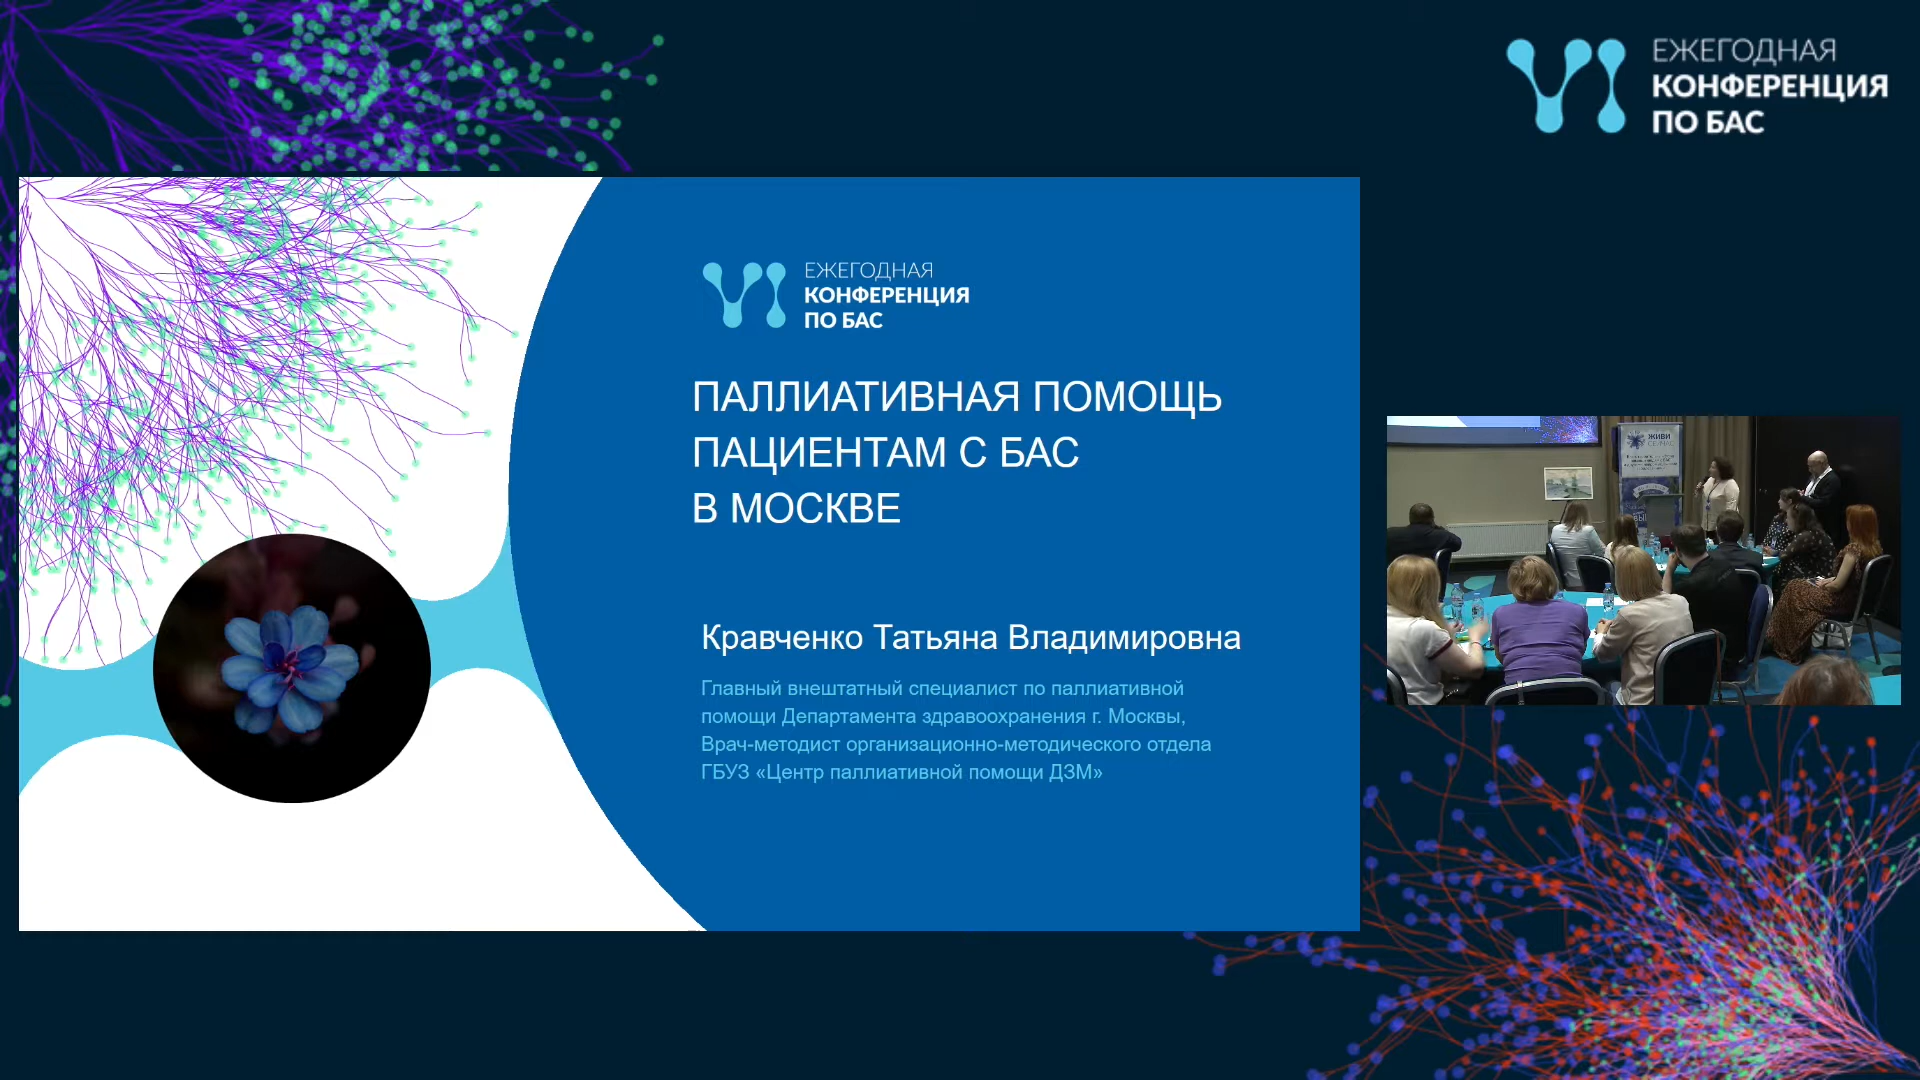 ЕЖЕГОДНАЯ
КОНФЕРЕНЦИЯ
ПО БАС
ЕЖЕГОДНАЯ
КОНФЕРЕНЦИЯ
ПО БАС
ПАЛЛИАТИВНАЯ ПОМОЩЬ
ПАЦИЕНТАМ С БАС
В МОСКВЕ
Кравченко Татьяна Владимировна
Главный внештатный специалист по паллиативной
помощи Департамента здравоохранения г. Москвы,
Врач-методист организационно-методического отдела
ГБУЗ «Центр паллиативной помощи ДЗМ»
ЖИВИ